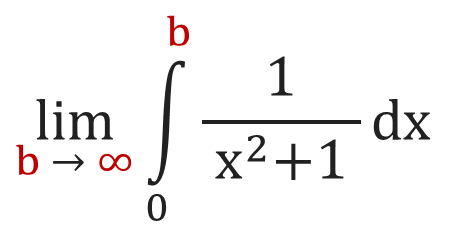 lim b → ∞ ∫ 0 b 1 / x²+1 dx